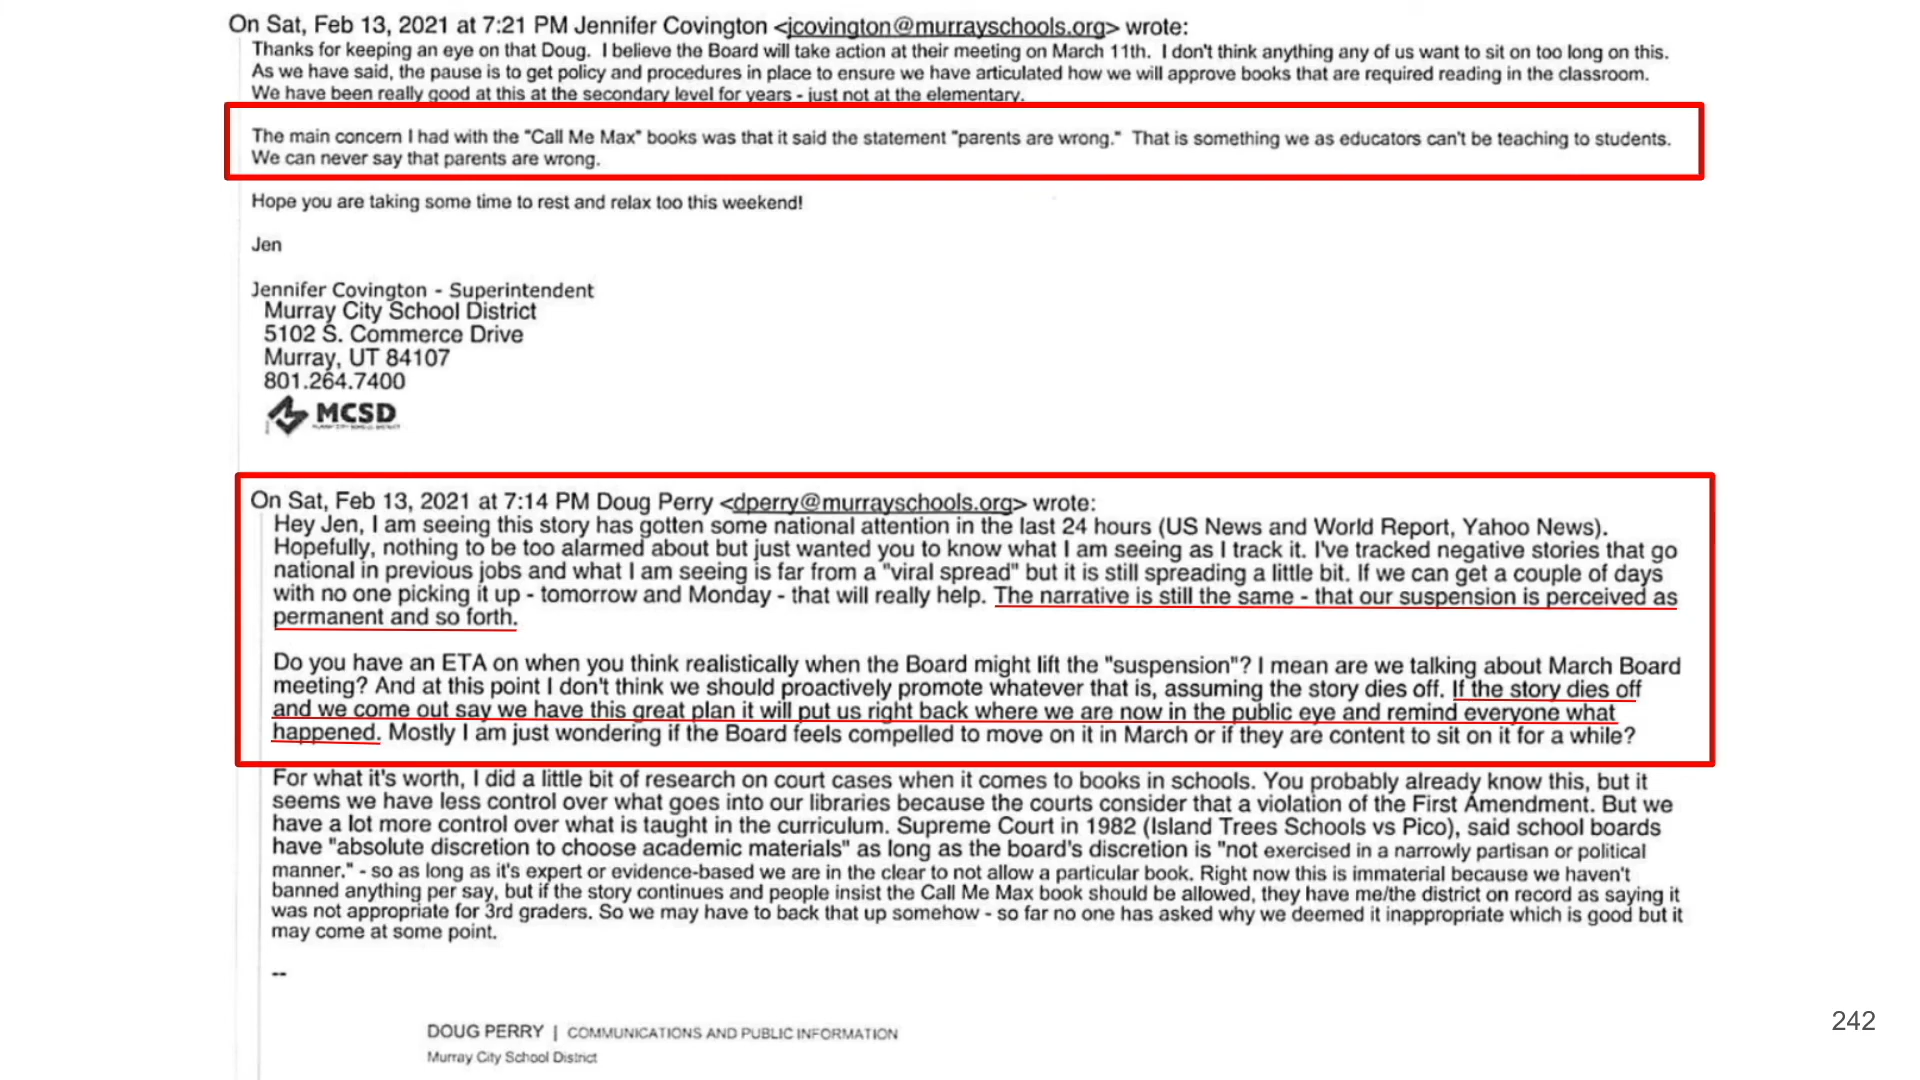 On Sat, Feb 13, 2021 at 7:21 PM Jennifer Covington <jcovington@murrayschools.org> wrote:
Thanks for keeping an eye on that Doug. I believe the Board will take action at their meeting on March 11th. I don't think anything any of us want to sit on too long on this.
As we have said, the pause is to get policy and procedures in place to ensure we have articulated how we will approve books that are required reading in the classroom.
We have been really good at this at the secondary level for years - just not at the elementary.
The main concern I had with the "Call Me Max" books was that it said the statement "parents are wrong." That is something we as educators can't be teaching to students.
We can never say that parents are wrong.
Hope you are taking some time to rest and relax too this weekend!
Jen
Jennifer Covington - Superintendent
Murray City School District
5102 S. Commerce Drive
Murray, UT 84107
801.264.7400
MCSD
On Sat, Feb 13, 2021 at 7:14 PM Doug Perry <dperry@murrayschools.org> wrote:
Hey Jen, I am seeing this story has gotten some national attention in the last 24 hours (US News and World Report, Yahoo News).
Hopefully, nothing to be too alarmed about but just wanted you to know what I am seeing as I track it. I've tracked negative stories that go
national in previous jobs and what I am seeing is far from a "viral spread" but it is still spreading a little bit. If we can get a couple of days
with no one picking it up - tomorrow and Monday - that will really help. The narrative is still the same - that our suspension is perceived as
permanent and so forth.
Do you have an ETA on when you think realistically when the Board might lift the "suspension"? I mean are we talking about March Board
meeting? And at this point I don't think we should proactively promote whatever that is, assuming the story dies off. If the story dies off
and we come out say we have this great plan it will put us right back where we are now in the public eye and remind everyone what
happened. Mostly I am just wondering if the Board feels compelled to move on it in March or if they are content to sit on it for a while?
For what it's worth, I did a little bit of research on court cases when it comes to books in schools. You probably already know this, but it
seems we have less control over what goes into our libraries because the courts consider that a violation of the First Amendment. But we
have a lot more control over what is taught in the curriculum. Supreme Court in 1982 (Island Trees Schools vs Pico), said school boards
have "absolute discretion to choose academic materials" as long as the board's discretion is "not exercised in a narrowly partisan or political
manner." - so as long as it's expert or evidence-based we are in the clear to not allow a particular book. Right now this is immaterial because we haven't
banned anything per say, but if the story continues and people insist the Call Me Max book should be allowed, they have me/the district on record as saying it
was not appropriate for 3rd graders. So we may have to back that up somehow - so far no one has asked why we deemed it inappropriate which is good but it
may come at some point.
--
DOUG PERRY | COMMUNICATIONS AND PUBLIC INFORMATION
Murray City School District
242